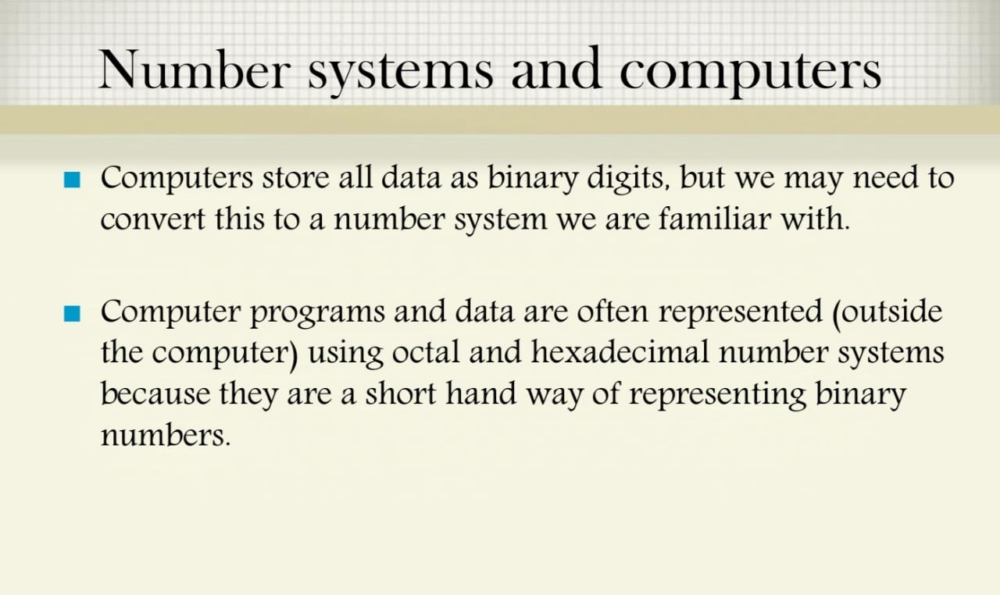 Number systems and computers
Computers store all data as binary digits, but we may need to
convert this to a number system we are familiar with.
Computer programs and data are often represented (outside
the computer) using octal and hexadecimal number systems
because they are a short hand way of representing binary
numbers.